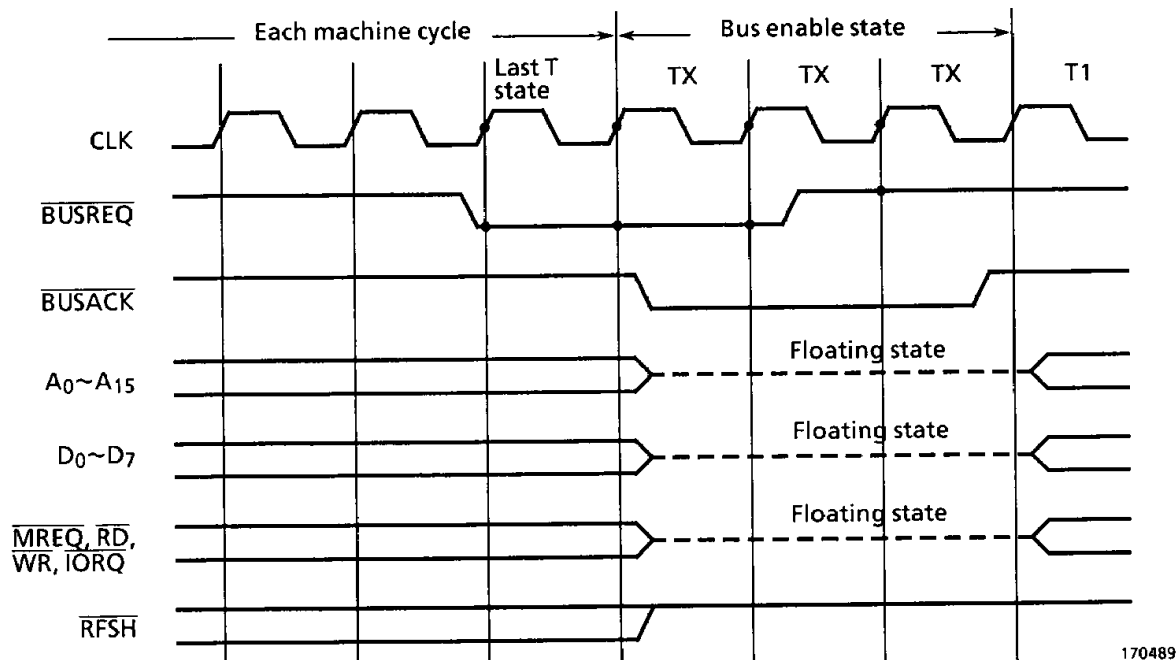 Each machine cycle
Bus enable state
Last T
state
TX
TX
TX
T1
CLK
BUSREQ
BUSACK
A0~A15
Floating state
D0~D7
Floating state
MREQ, RD,
WR, IORQ
Floating state
RFSH
170489